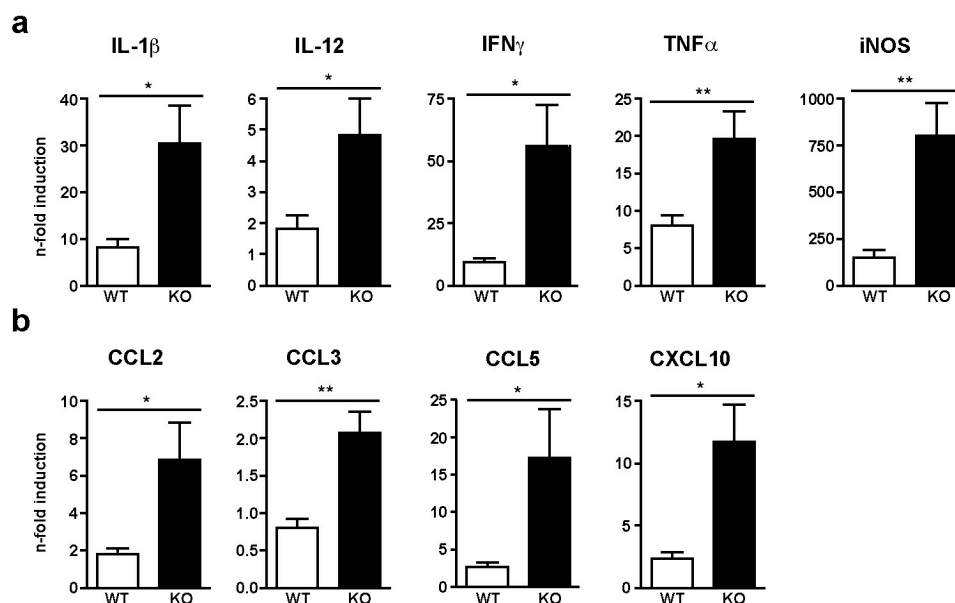 a
IL-1β IL-12 IFNγ TNFα iNOS
* * * ** **
n-fold induction
40 30 20 10 0
6 5 4 3 2 1 0
75 50 25 0
25 20 15 10 5 0
1000 750 500 250 0
WT KO WT KO WT KO WT KO WT KO
b
CCL2 CCL3 CCL5 CXCL10
* ** * *
n-fold induction
10 8 6 4 2 0
2.5 2.0 1.5 1.0 0.5 0.0
25 20 15 10 5 0
15 10 5 0
WT KO WT KO WT KO WT KO